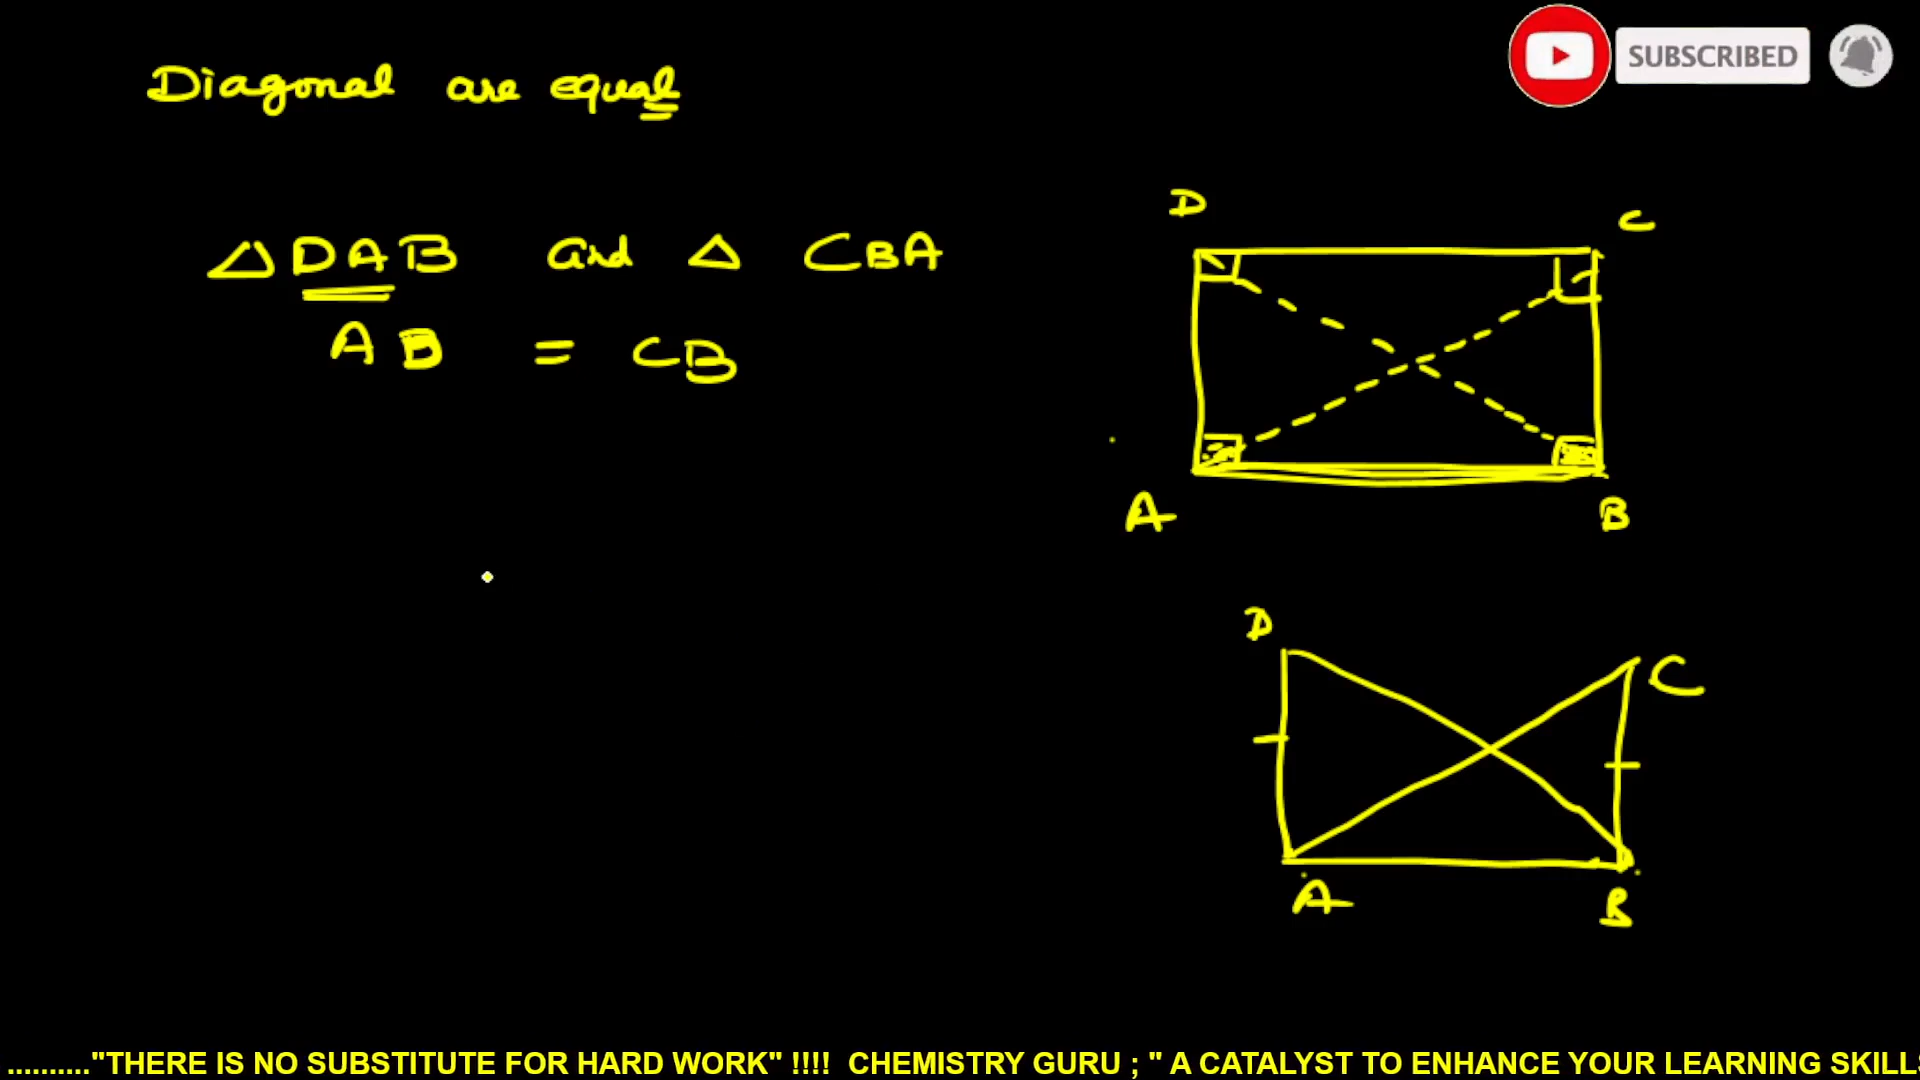 Diagonal are equal
SUBSCRIBED
△ DAB and △ CBA
AB = CB
D C
A B
D C
A B
.........."THERE IS NO SUBSTITUTE FOR HARD WORK" !!!! CHEMISTRY GURU ; " A CATALYST TO ENHANCE YOUR LEARNING SKILLS